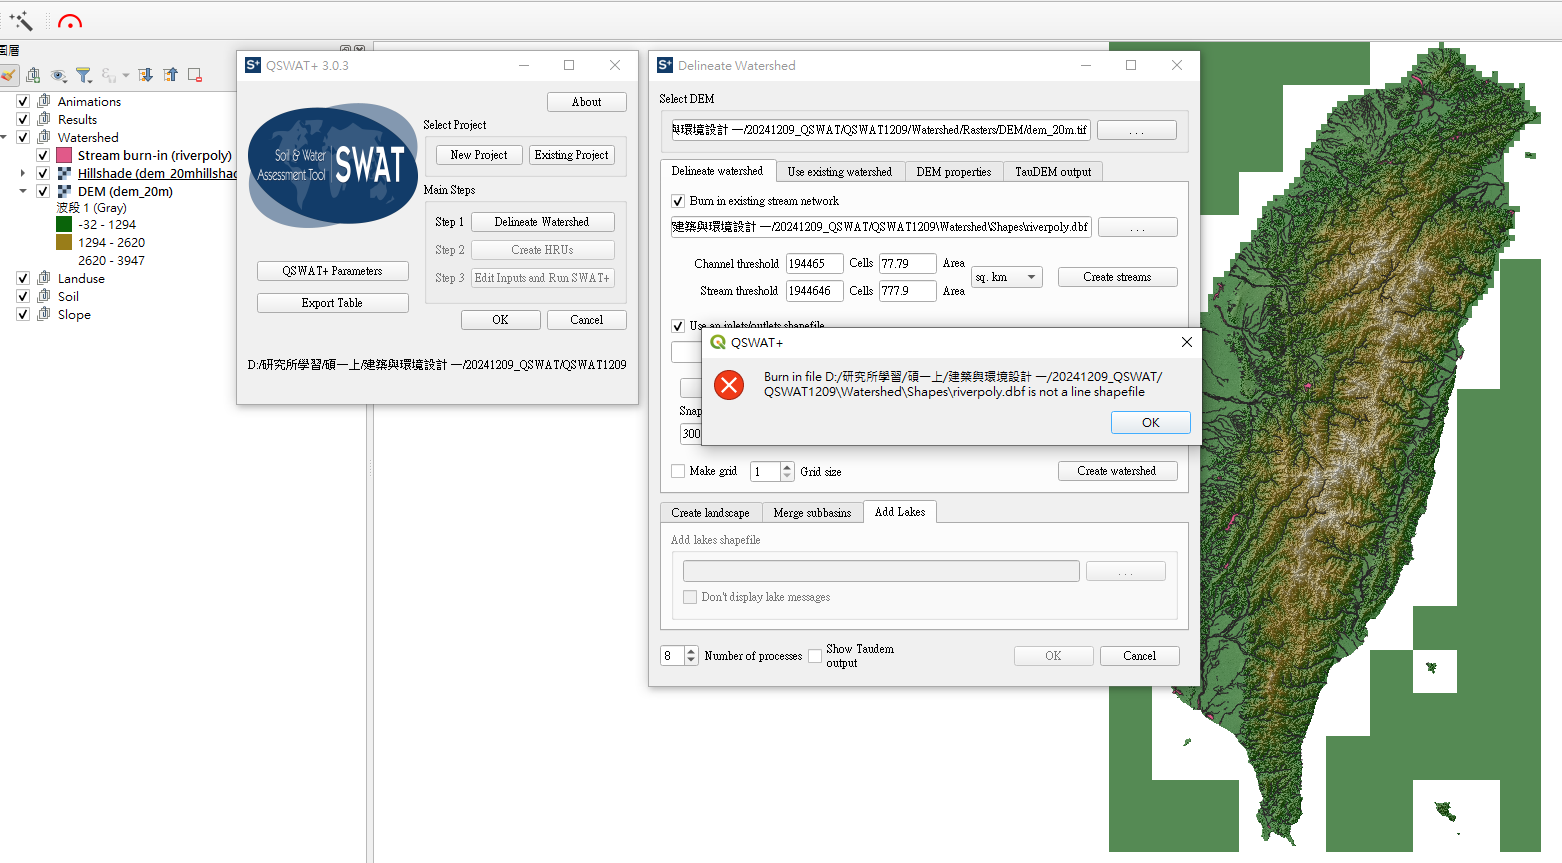 圖層
Animations
Results
Watershed
Stream burn-in (riverpoly)
Hillshade (dem_20mhillshad
DEM (dem_20m)
波段 1 (Gray)
-32 - 1294
1294 - 2620
2620 - 3947
Landuse
Soil
Slope
QSWAT+ 3.0.3
About
Soil & Water
Assessment Tool
SWAT
Select Project
New Project
Existing Project
Main Steps
Step 1
Delineate Watershed
Step 2
Create HRUs
Step 3
Edit Inputs and Run SWAT+
QSWAT+ Parameters
Export Table
OK
Cancel
D:/研究所學習/碩一上/建築與環境設計 一/20241209_QSWAT/QSWAT1209
Delineate Watershed
Select DEM
與環境設計 一/20241209_QSWAT/QSWAT1209/Watershed/Rasters/DEM/dem_20m.tif
. . .
Delineate watershed
Use existing watershed
DEM properties
TauDEM output
Burn in existing stream network
建築與環境設計 一/20241209_QSWAT/QSWAT1209\Watershed\Shapes\riverpoly.dbf
. . .
Channel threshold
194465
Cells
77.79
Area
sq. km
Create streams
Stream threshold
1944646
Cells
777.9
Area
Use an inlets/outlets shapefile
QSWAT+
Burn in file D:/研究所學習/碩一上/建築與環境設計 一/20241209_QSWAT/
QSWAT1209\Watershed\Shapes\riverpoly.dbf is not a line shapefile
OK
Snap
300
Make grid
1
Grid size
Create watershed
Create landscape
Merge subbasins
Add Lakes
Add lakes shapefile
. . .
Don't display lake messages
8
Number of processes
Show Taudem
output
OK
Cancel